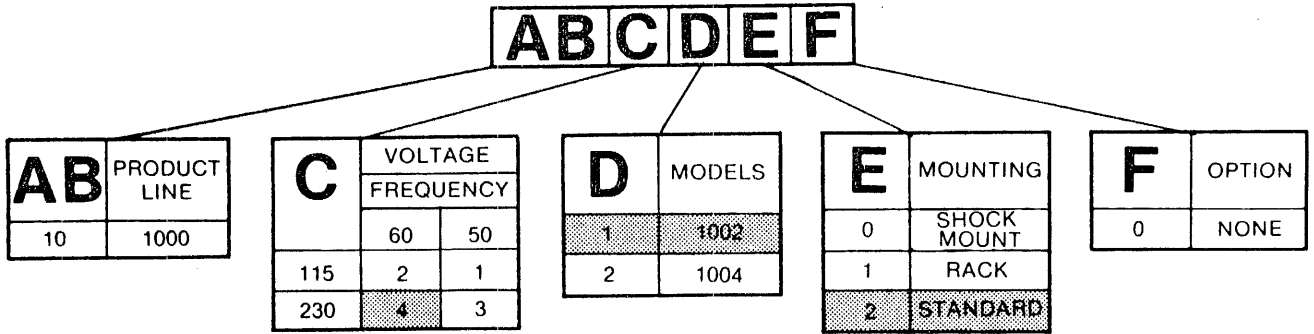 ABCDEF
AB PRODUCT LINE
10 1000
C VOLTAGE
FREQUENCY
60 50
115 2 1
230 4 3
D MODELS
1 1002
2 1004
E MOUNTING
0 SHOCK MOUNT
1 RACK
2 STANDARD
F OPTION
0 NONE